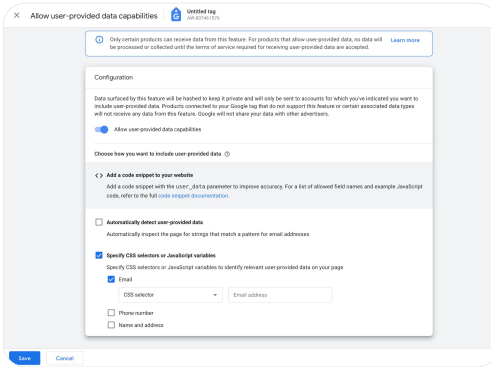 Allow user-provided data capabilities
Untitled tag
AW-807461576
Only certain products can receive data from this feature. For products that allow user-provided data, no data will
be processed or collected until the terms of service required for receiving user-provided data are accepted.
Learn more
Configuration
Data surfaced by this feature will be hashed to keep it private and will only be sent to accounts for which you've indicated you want to
include user-provided data. Products connected to your Google tag that do not support this feature or certain associated data types
will not receive any data from this feature. Google will not share your data with other advertisers.
Allow user-provided data capabilities
Choose how you want to include user-provided data
Add a code snippet to your website
Add a code snippet with the user_data parameter to improve accuracy. For a list of allowed field names and example JavaScript
code, refer to the full code snippet documentation.
Automatically detect user-provided data
Automatically inspect the page for strings that match a pattern for email addresses
Specify CSS selectors or JavaScript variables
Specify CSS selectors or JavaScript variables to identify relevant user-provided data on your page
Email
CSS selector
Email address
Phone number
Name and address
Save
Cancel